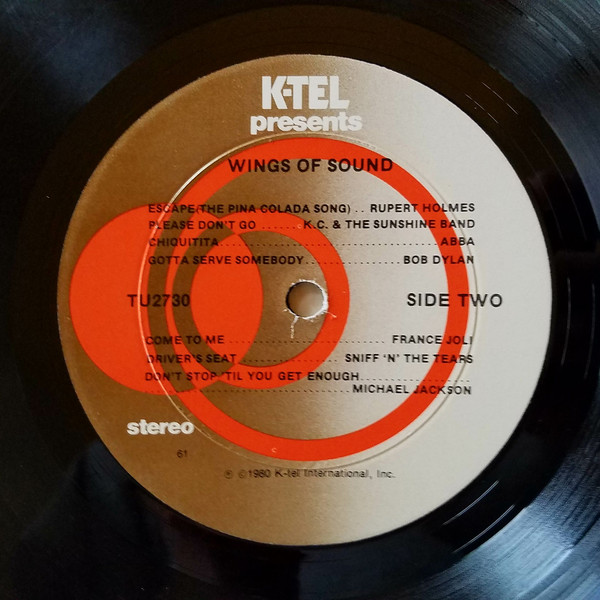 K-TEL
presents
WINGS OF SOUND
ESCAPE(THE PINA COLADA SONG) .. RUPERT HOLMES
PLEASE DON'T GO ....... K.C. & THE SUNSHINE BAND
CHIQUITITA ........................................ ABBA
GOTTA SERVE SOMEBODY .................. BOB DYLAN
TU2730 SIDE TWO
COME TO ME ............................... FRANCE JOLI
DRIVER'S SEAT ..................... SNIFF 'N' THE TEARS
DON'T STOP 'TIL YOU GET ENOUGH ....................
........................................ MICHAEL JACKSON
stereo
61
℗ ©1980 K-tel International, Inc.